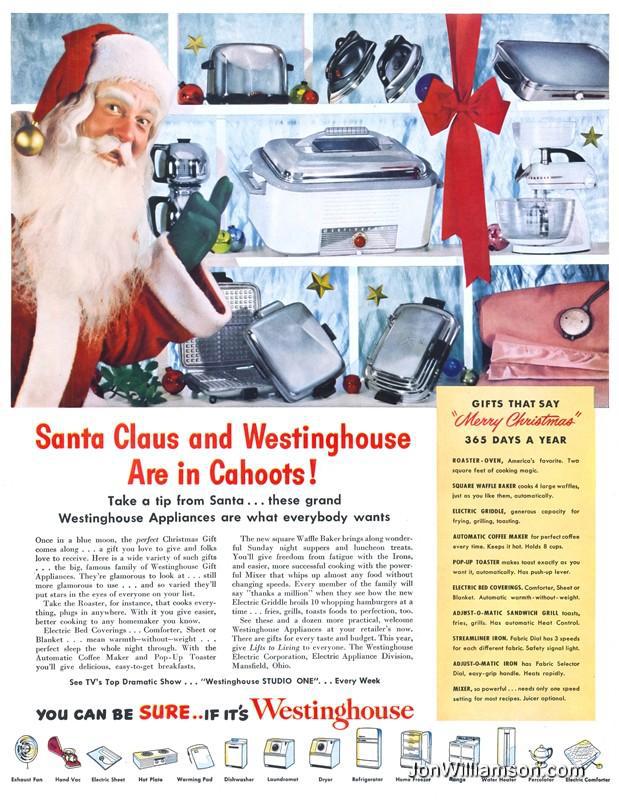 Santa Claus and Westinghouse
Are in Cahoots!
Take a tip from Santa . . . these grand
Westinghouse Appliances are what everybody wants
Once in a blue moon, the perfect Christmas Gift
comes along . . . a gift you love to give and folks
love to receive. Here is a wide variety of such gifts
. . . the big, famous family of Westinghouse Gift
Appliances. They're glamorous to look at . . . still
more glamorous to use . . . and so varied they'll
put stars in the eyes of everyone on your list.
Take the Roaster, for instance, that cooks every-
thing, plugs in anywhere. With it you give easier,
better cooking to any homemaker you know.
Electric Bed Coverings . . . Comforter, Sheet or
Blanket . . . mean warmth–without–weight . . .
perfect sleep the whole night through. With the
Automatic Coffee Maker and Pop-Up Toaster
you'll give delicious, easy-to-get breakfasts.
The new square Waffle Baker brings along wonder-
ful Sunday night suppers and luncheon treats.
You'll give freedom from fatigue with the Irons,
and easier, more successful cooking with the power-
ful Mixer that whips up almost any food without
changing speeds. Every member of the family will
say "thanks a million" when they see how the new
Electric Griddle broils 10 whopping hamburgers at a
time . . . fries, grills, toasts foods to perfection, too.
See these and a dozen more practical, welcome
Westinghouse Appliances at your retailer's now.
There are gifts for every taste and budget. This year,
give Lifts to Living to everyone. The Westinghouse
Electric Corporation, Electric Appliance Division,
Mansfield, Ohio.
See TV's Top Dramatic Show . . . "Westinghouse STUDIO ONE" . . . Every Week
YOU CAN BE SURE..IF IT'S Westinghouse
GIFTS THAT SAY
"Merry Christmas"
365 DAYS A YEAR
ROASTER-OVEN, America's favorite. Two
square feet of cooking magic.
SQUARE WAFFLE BAKER cooks 4 large waffles,
just as you like them, automatically.
ELECTRIC GRIDDLE, generous capacity for
frying, grilling, toasting.
AUTOMATIC COFFEE MAKER for perfect coffee
every time. Keeps it hot. Holds 8 cups.
POP-UP TOASTER makes toast exactly as you
want it, automatically. Has push-up lever.
ELECTRIC BED COVERINGS. Comforter, Sheet or
Blanket. Automatic warmth-without-weight.
ADJUST-O-MATIC SANDWICH GRILL toasts,
fries, grills. Has automatic Heat Control.
STREAMLINER IRON. Fabric Dial has 3 speeds
for each different fabric. Safety signal light.
ADJUST-O-MATIC IRON has Fabric Selector
Dial, easy-grip handle. Heats rapidly.
MIXER, so powerful . . . needs only one speed
setting for most recipes. Juicer optional.
Exhaust Fan Hand Vac Electric Sheet Hot Plate Warming Pad Dishwasher Laundromat Dryer Refrigerator Home Freezer Range Water Heater Percolator Electric Comforter
JonWilliamson.com